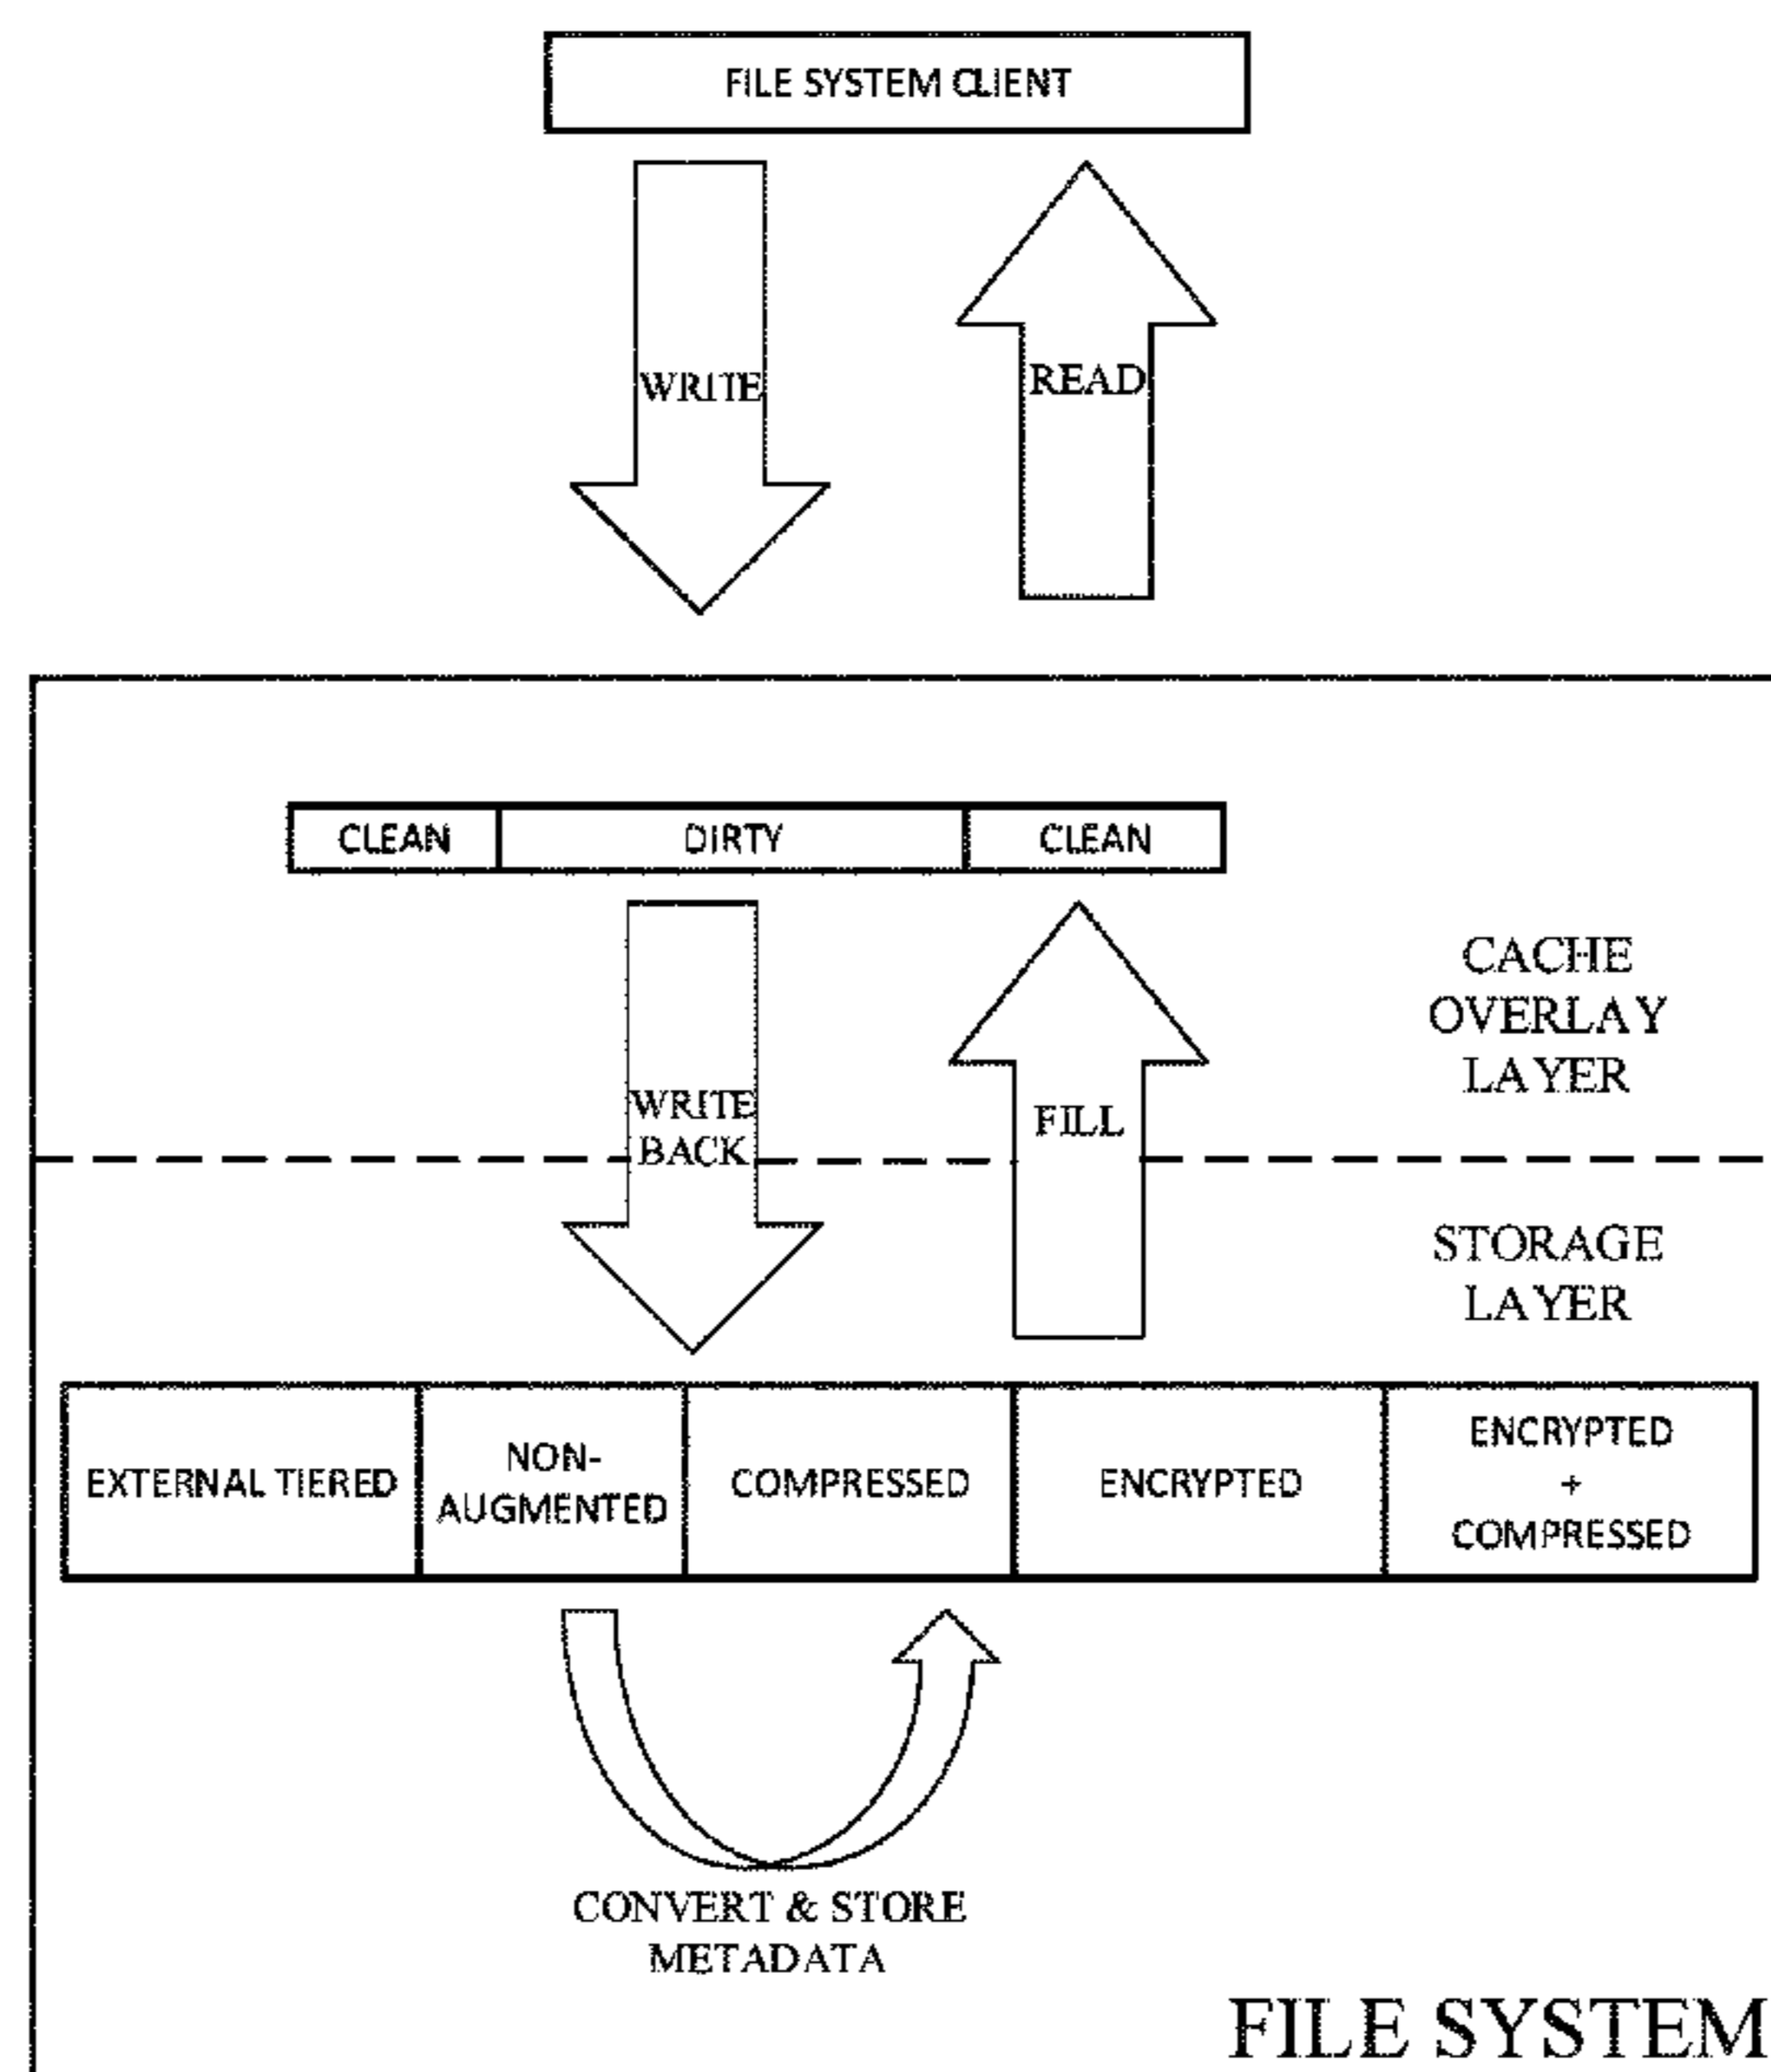 FILE SYSTEM CLIENT
WRITE
READ
CLEAN
DIRTY
CLEAN
CACHE
OVERLAY
LAYER
WRITE
BACK
FILL
STORAGE
LAYER
EXTERNAL TIERED
NON-
AUGMENTED
COMPRESSED
ENCRYPTED
ENCRYPTED
+
COMPRESSED
CONVERT & STORE
METADATA
FILE SYSTEM